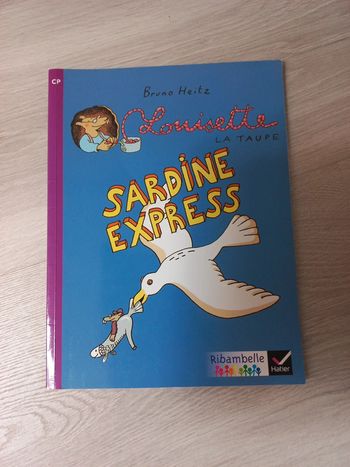 CP
Bruno Heitz
Louisette
LA TAUPE
SARDINE
EXPRESS
Ribambelle
Hatier